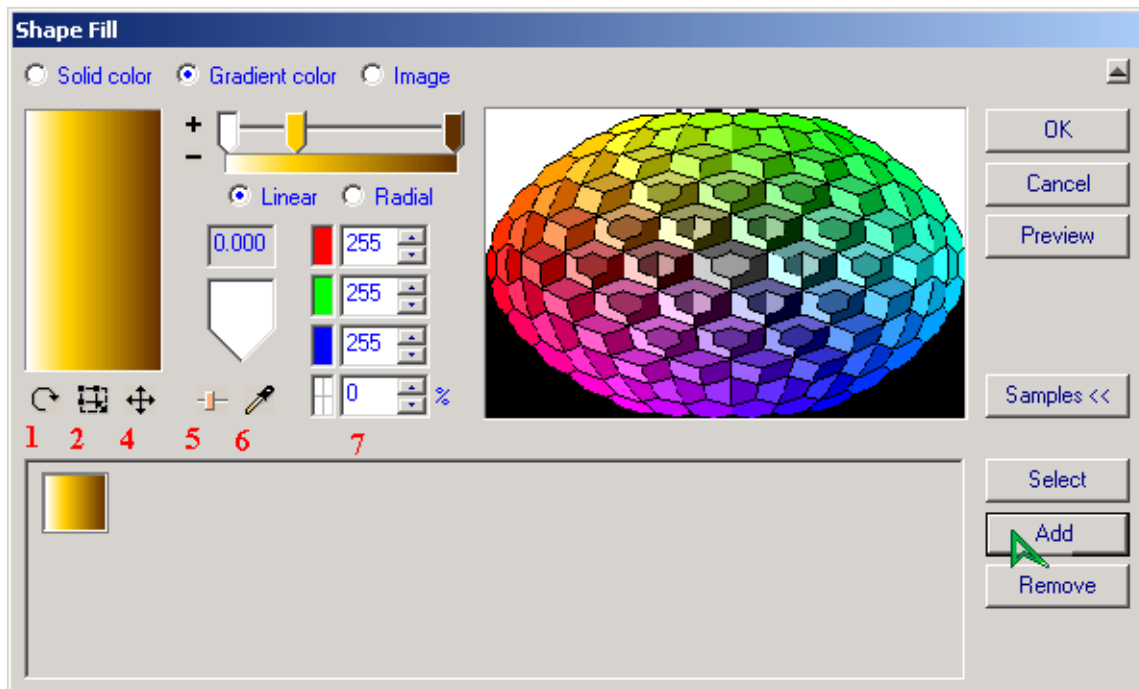 Shape Fill
Solid color Gradient color Image
+
−
OK
Cancel
Preview
Linear Radial
0.000
255
255
255
0 %
Samples <<
1 2 4 5 6 7
Select
Add
Remove